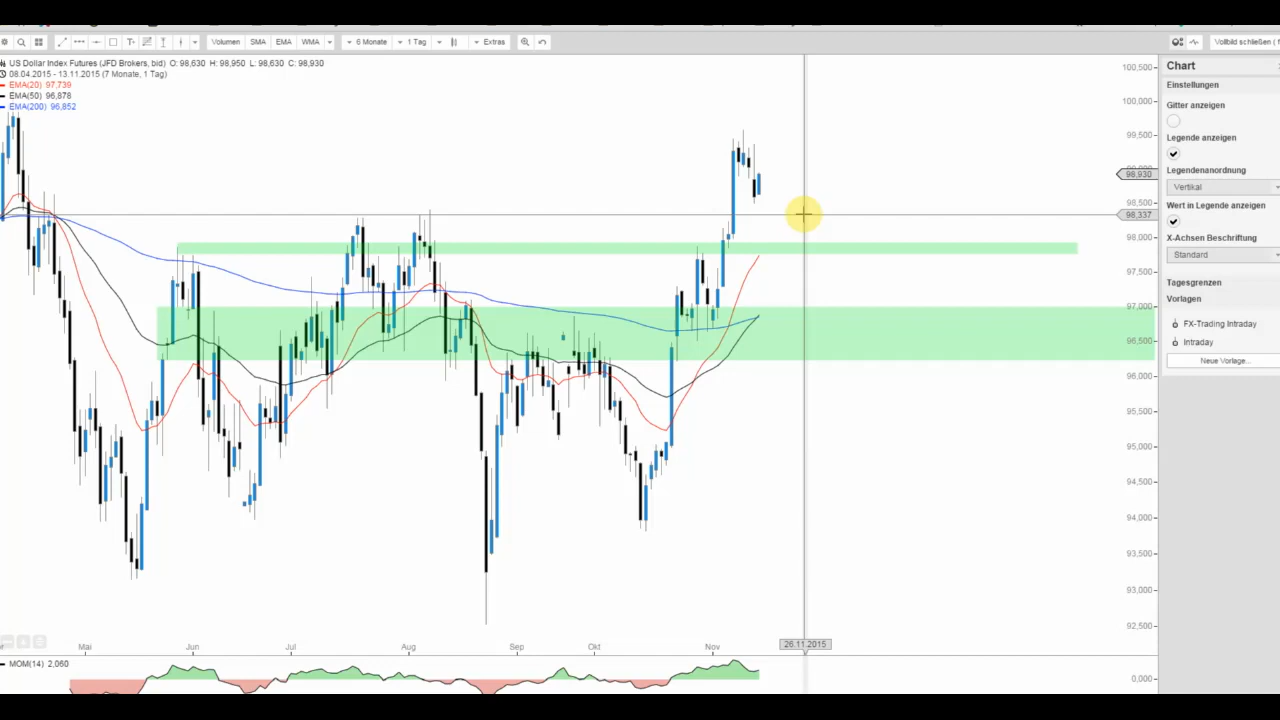 Volumen SMA EMA WMA 6 Monate 1 Tag Extras Vollbild schließen (
US Dollar Index Futures (JFD Brokers, bid) O: 98,630 H: 98,950 L: 98,630 C: 98,930
08.04.2015 - 13.11.2015 (7 Monate, 1 Tag)
EMA(20) 97,739
EMA(50) 96,878
EMA(200) 96,852
100,500
100,000
99,500
98,930
98,500
98,337
98,000
97,500
97,000
96,500
96,000
95,500
95,000
94,500
94,000
93,500
93,000
92,500
Mai Jun Jul Aug Sep Okt Nov 26.11.2015
MOM(14) 2,060
0,000
Chart
Einstellungen
Gitter anzeigen
Legende anzeigen
Legendenanordnung
Vertikal
Wert in Legende anzeigen
X-Achsen Beschriftung
Standard
Tagesgrenzen
Vorlagen
FX-Trading Intraday
Intraday
Neue Vorlage...